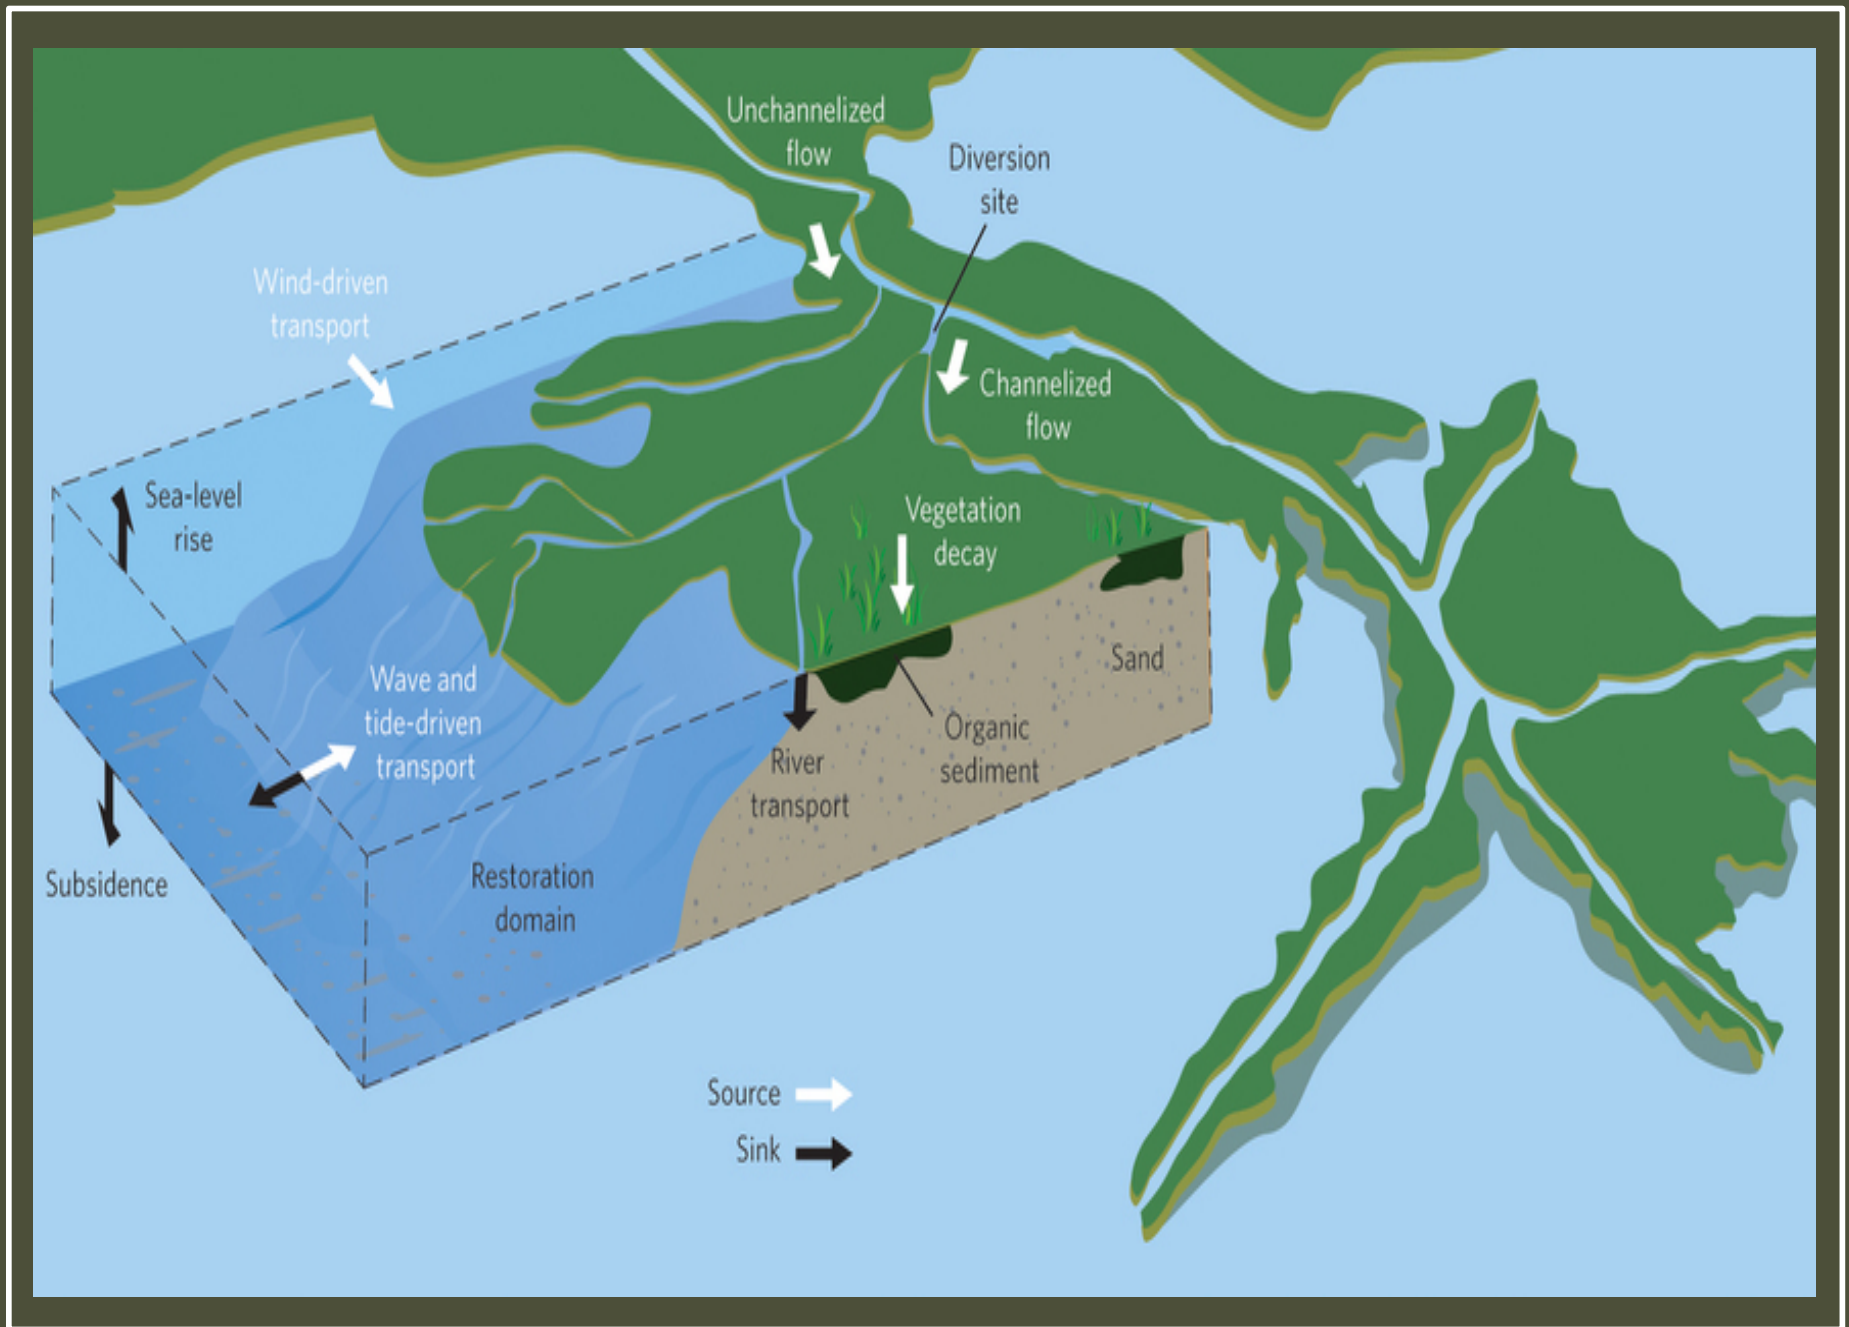 Unchannelized
flow
Diversion
site
Wind-driven
transport
Channelized
flow
Sea-level
rise
Vegetation
decay
Wave and
tide-driven
transport
Sand
Organic
sediment
River
transport
Subsidence
Restoration
domain
Source
Sink